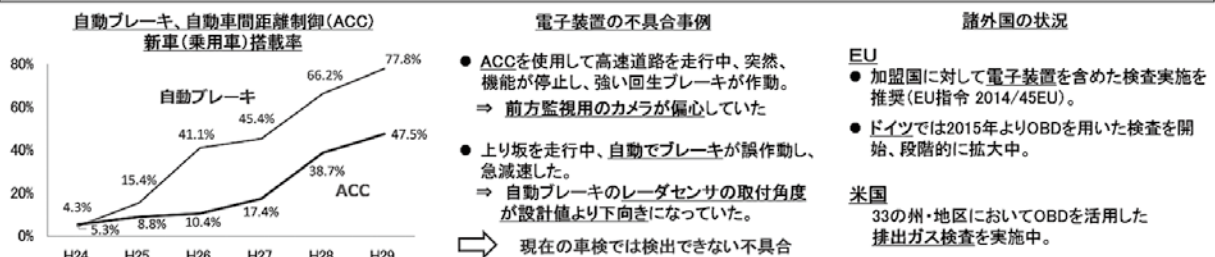 自動ブレーキ、自動車間距離制御(ACC)
新車(乗用車)搭載率
80%
60%
40%
20%
0%
自動ブレーキ
ACC
4.3%
15.4%
41.1%
45.4%
66.2%
77.8%
5.3%
8.8%
10.4%
17.4%
38.7%
47.5%
H24
H25
H26
H27
H28
H29
電子装置の不具合事例
● ACCを使用して高速道路を走行中、突然、
機能が停止し、強い回生ブレーキが作動。
⇒ 前方監視用のカメラが偏心していた
● 上り坂を走行中、自動でブレーキが誤作動し、
急減速した。
⇒ 自動ブレーキのレーダセンサの取付角度
が設計値より下向きになっていた。
現在の車検では検出できない不具合
諸外国の状況
EU
● 加盟国に対して電子装置を含めた検査実施を
推奨(EU指令 2014/45EU)。
● ドイツでは2015年よりOBDを用いた検査を開
始、段階的に拡大中。
米国
33の州・地区においてOBDを活用した
排出ガス検査を実施中。